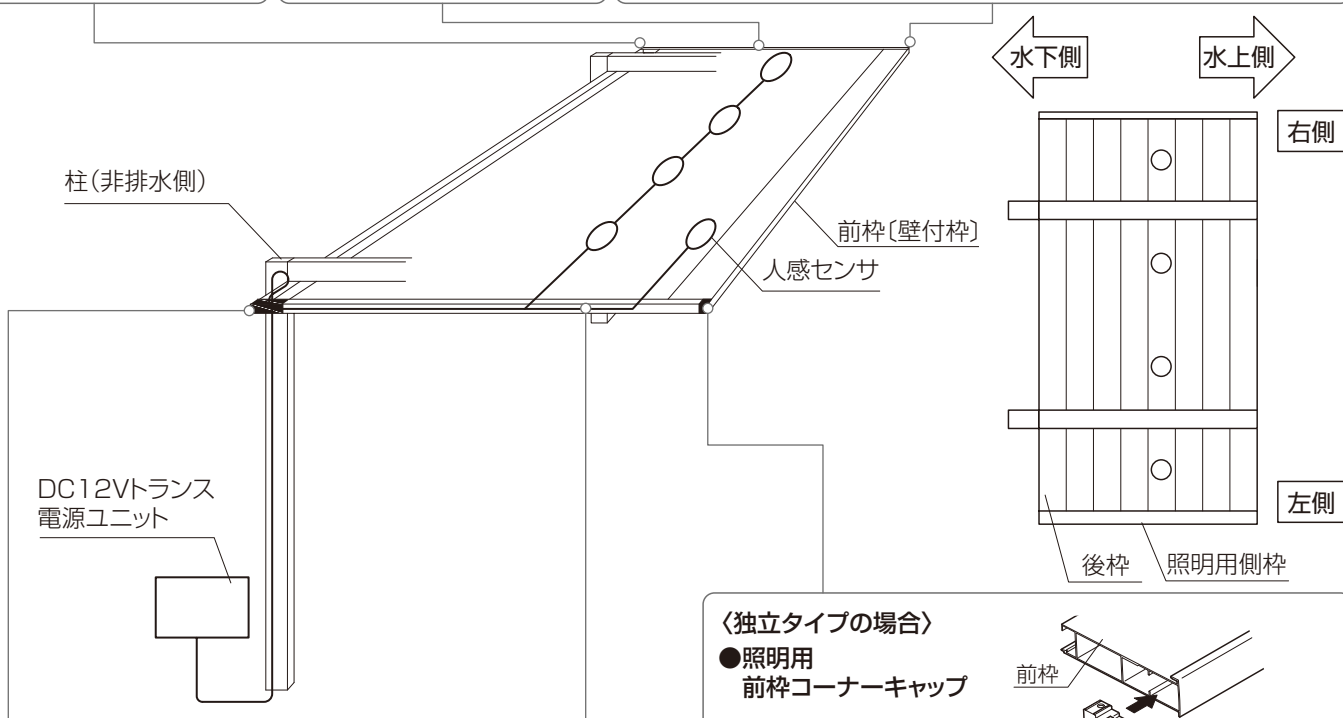 水下側
水上側
右側
柱(非排水側)
前枠〔壁付枠〕
人感センサ
DC12Vトランス
電源ユニット
左側
後枠
照明用側枠
〈独立タイプの場合〉
●照明用
前枠コーナーキャップ
前枠